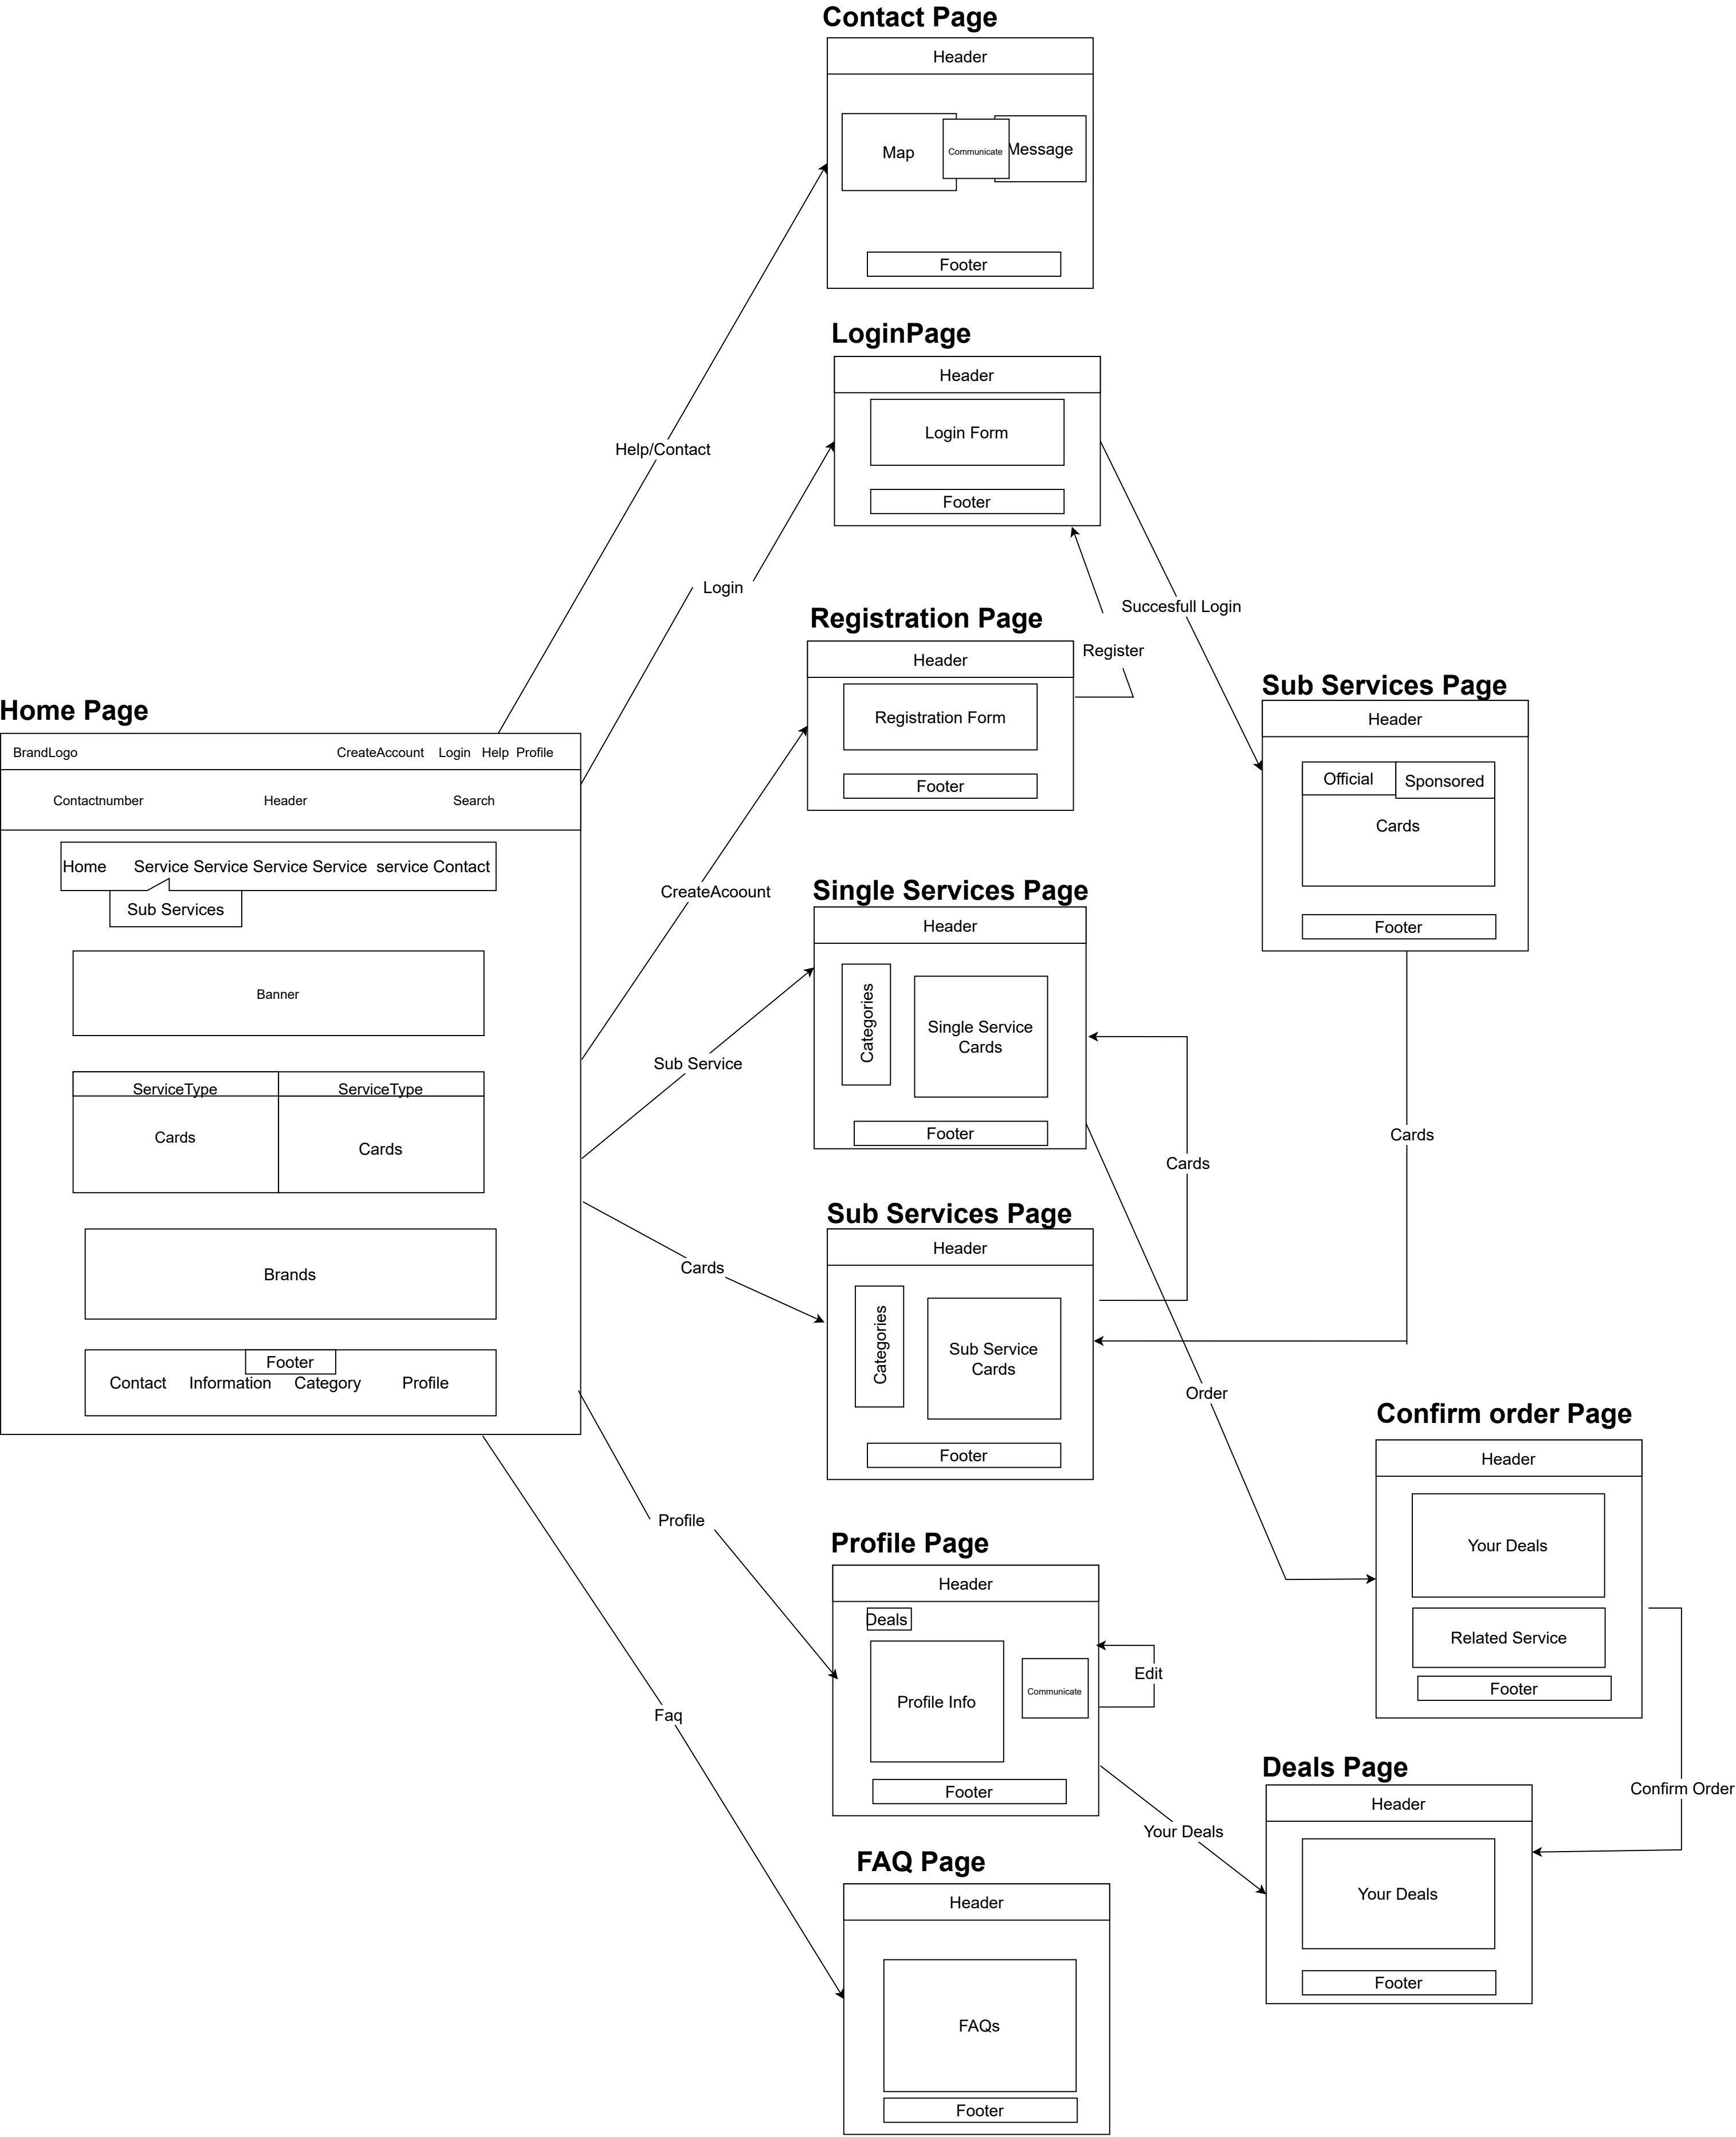 Contact Page
Header
Map
Communicate
Message
Footer
Help/Contact
LoginPage
Header
Login Form
Footer
Login
Succesfull Login
Registration Page
Header
Registration Form
Footer
Register
CreateAcoount
Sub Services Page
Header
Official
Sponsored
Cards
Footer
Cards
Home Page
BrandLogo
CreateAccount Login Help Profile
Contactnumber
Header
Search
Home Service Service Service Service service Contact
Sub Services
Banner
ServiceType
ServiceType
Cards
Cards
Brands
Footer
Contact Information Category Profile
Single Services Page
Header
Categories
Single Service
Cards
Footer
Sub Service
Cards
Order
Sub Services Page
Header
Categories
Sub Service
Cards
Footer
Cards
Confirm order Page
Header
Your Deals
Related Service
Footer
Confirm Order
Profile Page
Header
Deals
Profile Info
Communicate
Footer
Profile
Edit
Your Deals
Deals Page
Header
Your Deals
Footer
Faq
FAQ Page
Header
FAQs
Footer